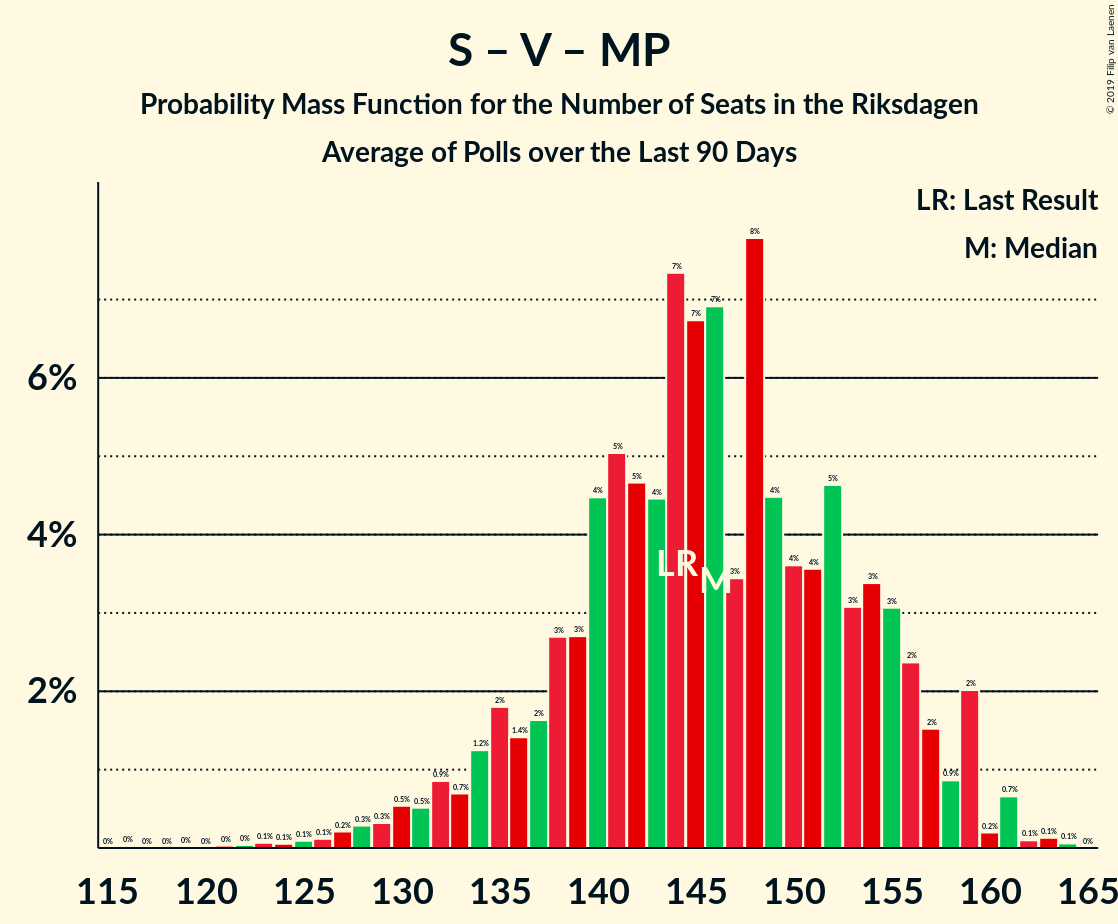 S – V – MP
Probability Mass Function for the Number of Seats in the Riksdagen
Average of Polls over the Last 90 Days
© 2019 Filip van Laenen
LR: Last Result
M: Median
6%
4%
2%
0% 0% 0% 0% 0% 0% 0% 0% 0.1% 0.1% 0.1% 0.1% 0.2% 0.3% 0.3% 0.5% 0.5% 0.9% 0.7% 1.2% 2% 1.4% 2% 3% 3% 4% 5% 5% 4% 7% 7% 7% 3% 8% 4% 4% 4% 5% 3% 3% 3% 2% 2% 0.9% 2% 0.2% 0.7% 0.1% 0.1% 0.1% 0%
LR
M
115 120 125 130 135 140 145 150 155 160 165